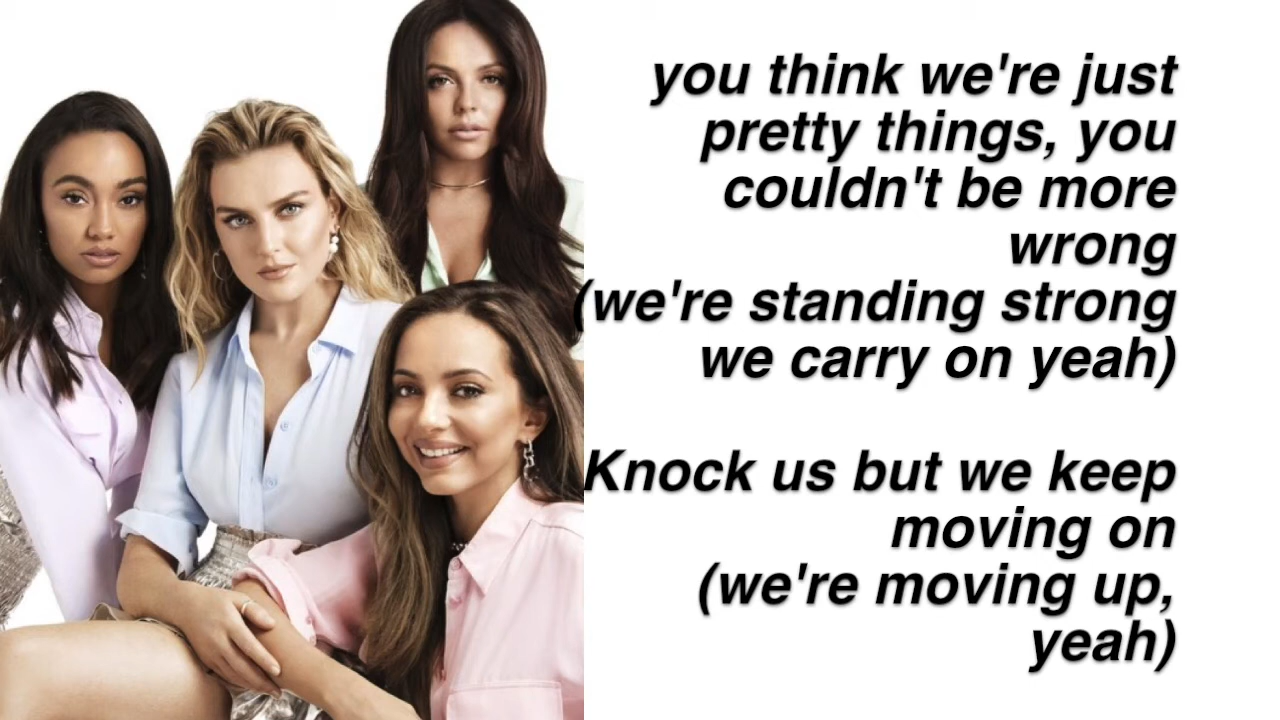 you think we're just
pretty things, you
couldn't be more
wrong
(we're standing strong
we carry on yeah)
Knock us but we keep
moving on
(we're moving up,
yeah)